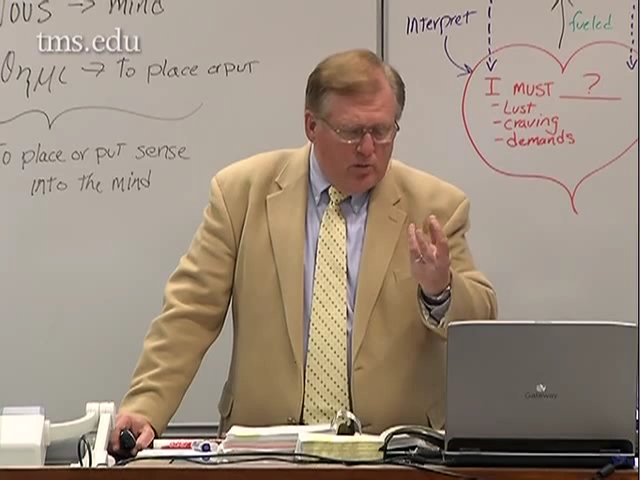 νους → MIND
tms.edu
→ To place or put
To place or put sense
into the mind
Interpret
fueled
I MUST ?
- Lust
- craving
- demands
Gateway